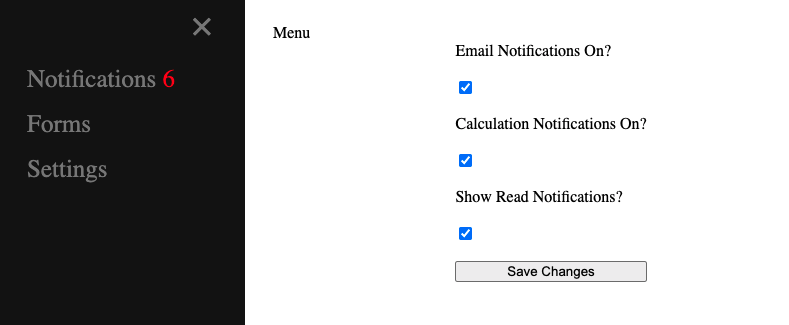 ×
Notifications 6
Forms
Settings
Menu
Email Notifications On?
Calculation Notifications On?
Show Read Notifications?
Save Changes